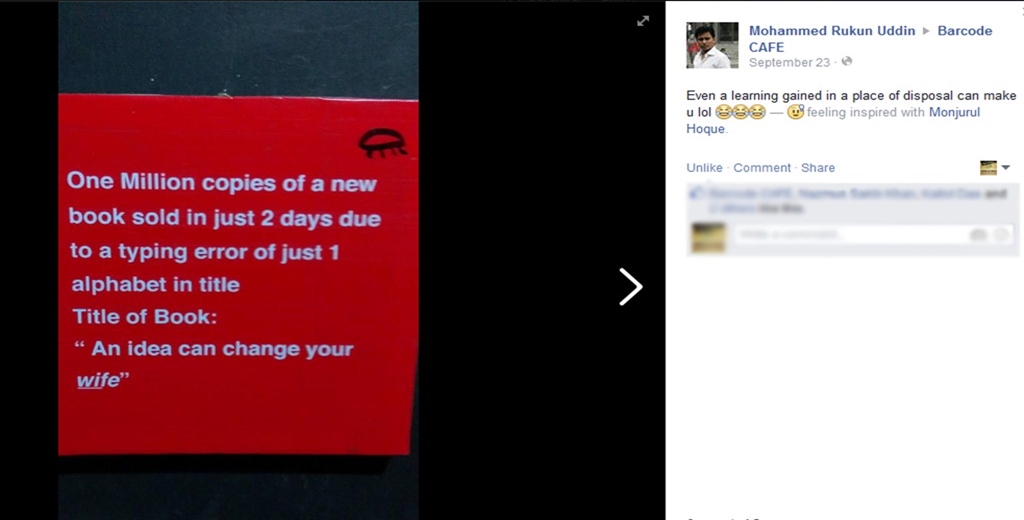 One Million copies of a new
book sold in just 2 days due
to a typing error of just 1
alphabet in title
Title of Book:
“ An idea can change your
wife”
Mohammed Rukun Uddin ▶ Barcode
CAFE
September 23 ·
Even a learning gained in a place of disposal can make
u lol 😂😂😂 — feeling inspired with Monjurul
Hoque.
Unlike · Comment · Share